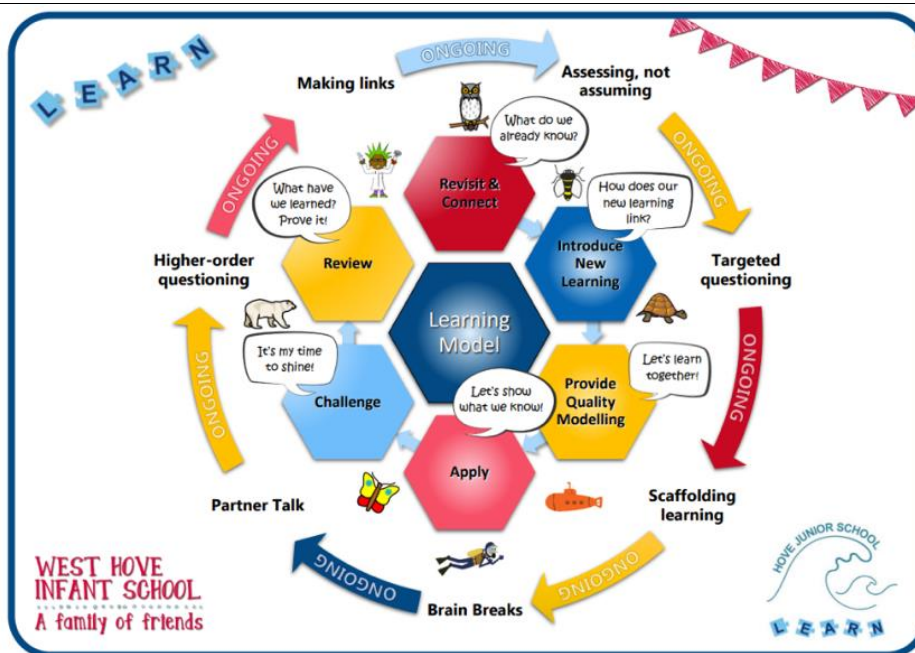 LEARN
ONGOING
Making links
Assessing, not
assuming
What do we
already know?
Revisit &
Connect
ONGOING
ONGOING
What have
we learned?
Prove it!
How does our
new learning
link?
Higher-order
questioning
Review
Introduce
New
Learning
Targeted
questioning
Learning
Model
It's my time
to shine!
Let's learn
together!
Let's show
what we know!
Challenge
Provide
Quality
Modelling
ONGOING
ONGOING
Apply
Partner Talk
Scaffolding
learning
ONGOING
ONGOING
Brain Breaks
WEST HOVE
INFANT SCHOOL
A family of friends
HOVE JUNIOR SCHOOL
LEARN